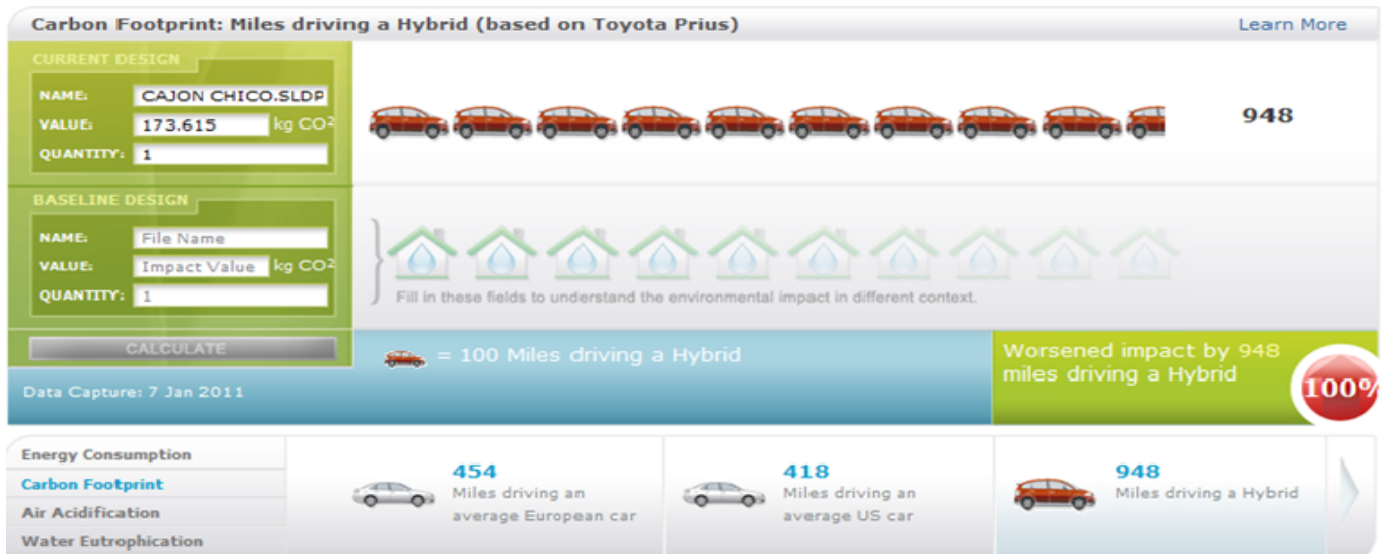 Carbon Footprint: Miles driving a Hybrid (based on Toyota Prius)
Learn More
CURRENT DESIGN
NAME: CAJON CHICO.SLDP
VALUE: 173.615 kg CO²
QUANTITY: 1
948
BASELINE DESIGN
NAME: File Name
VALUE: Impact Value kg CO²
QUANTITY: 1
Fill in these fields to understand the environmental impact in different context.
CALCULATE
= 100 Miles driving a Hybrid
Worsened impact by 948
miles driving a Hybrid
100%
Data Capture: 7 Jan 2011
Energy Consumption
Carbon Footprint
Air Acidification
Water Eutrophication
454
Miles driving an
average European car
418
Miles driving an
average US car
948
Miles driving a Hybrid